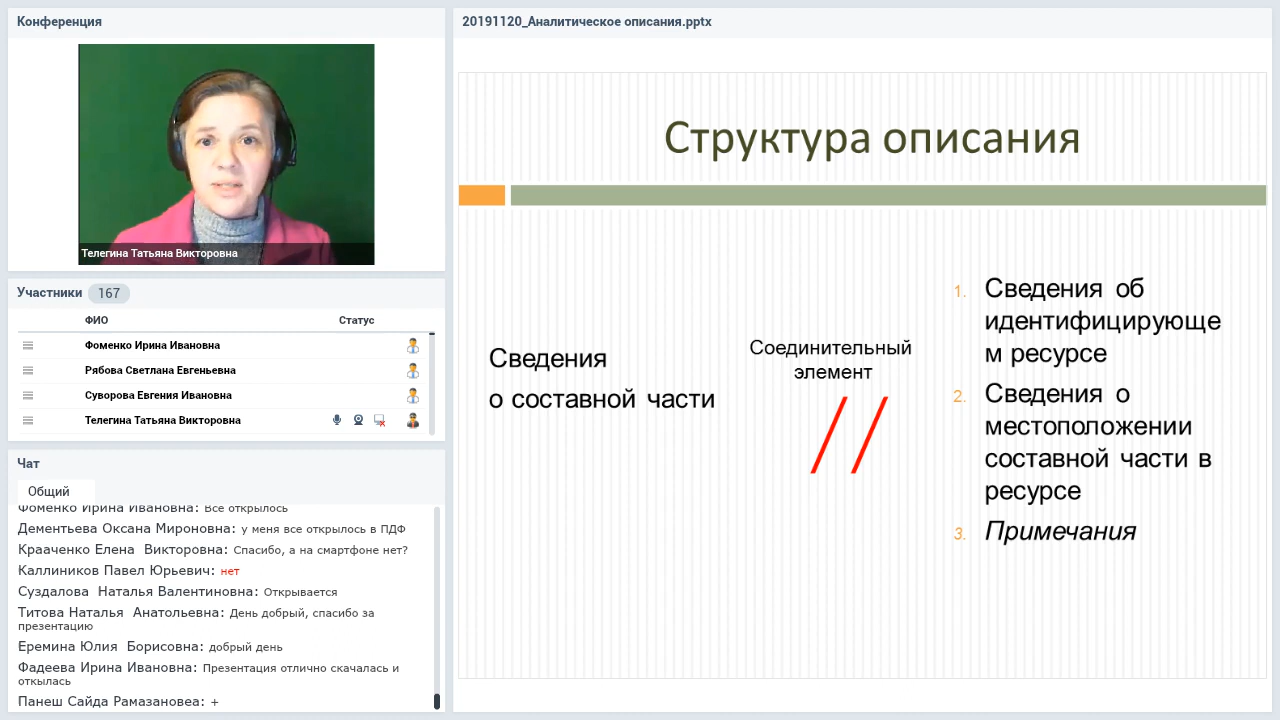 Конференция
Телегина Татьяна Викторовна
Участники 167
ФИО Статус
Фоменко Ирина Ивановна
Рябова Светлана Евгеньевна
Суворова Евгения Ивановна
Телегина Татьяна Викторовна
Чат
Общий
Фоменко Ирина Ивановна: Все открылось
Дементьева Оксана Мироновна: у меня все открылось в ПДФ
Крааченко Елена Викторовна: Спасибо, а на смартфоне нет?
Каллиников Павел Юрьевич: нет
Суздалова Наталья Валентиновна: Открывается
Титова Наталья Анатольевна: День добрый, спасибо за
презентацию
Еремина Юлия Борисовна: добрый день
Фадеева Ирина Ивановна: Презентация отлично скачалась и
откылась
Панеш Сайда Рамазановеа: +
20191120_Аналитическое описания.pptx
Структура описания
Сведения
о составной части
Соединительный
элемент
//
1. Сведения об
идентифицирующе
м ресурсе
2. Сведения о
местоположении
составной части в
ресурсе
3. Примечания